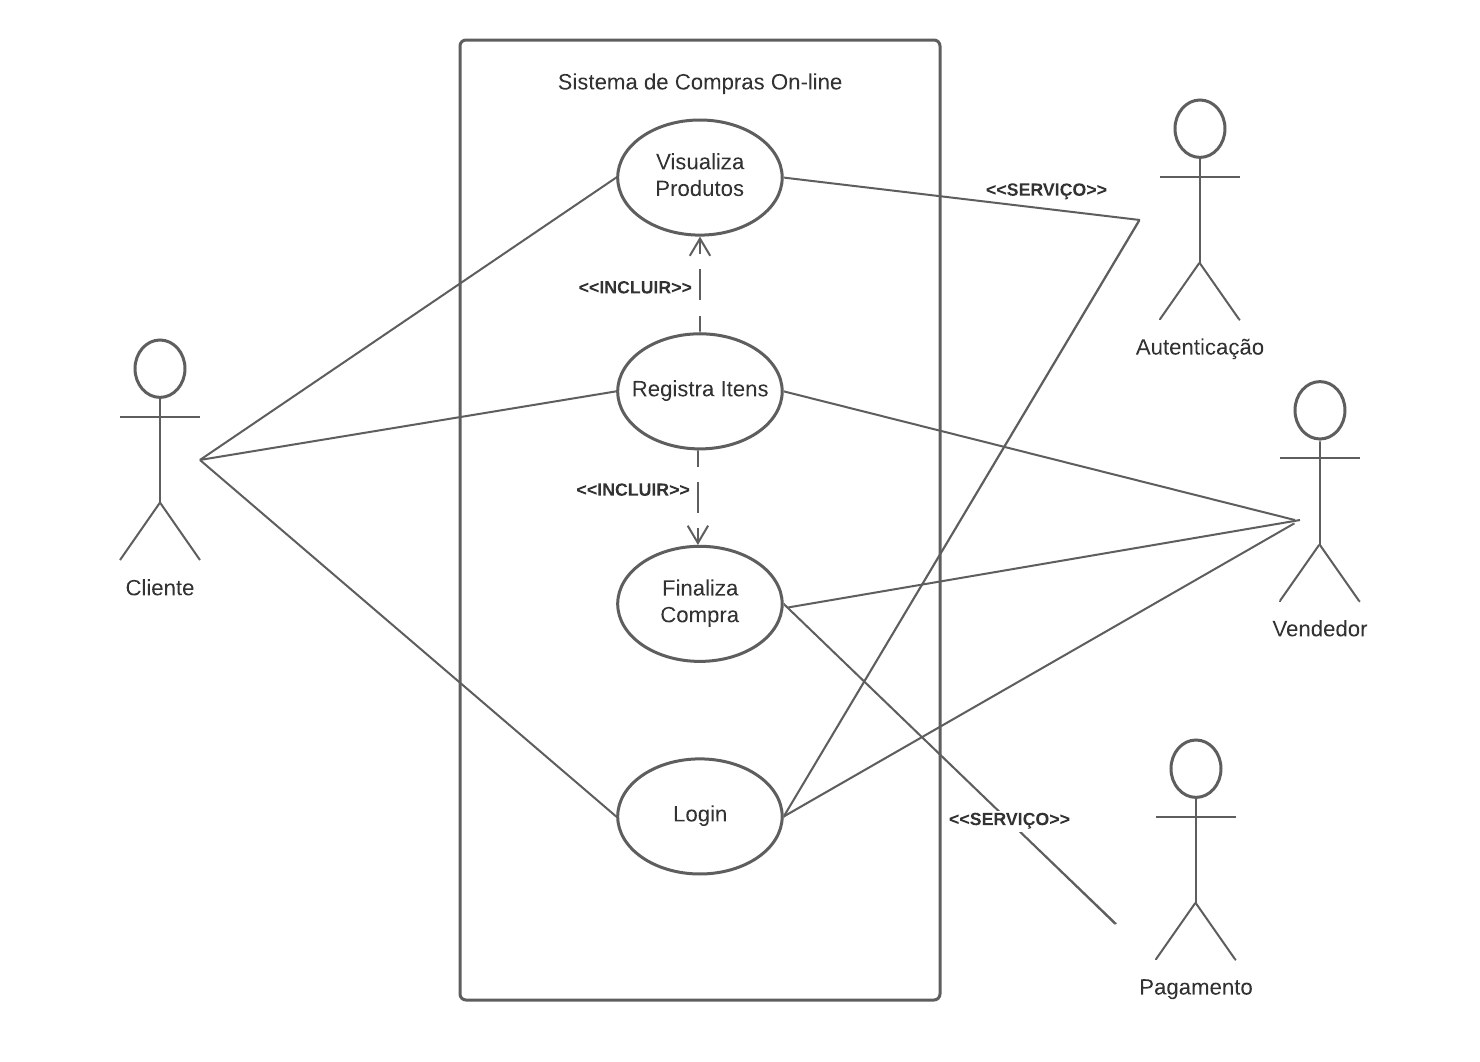 Sistema de Compras On-line
Visualiza
Produtos
<<SERVIÇO>>
<<INCLUIR>>
Autenticação
Registra Itens
<<INCLUIR>>
Cliente
Finaliza
Compra
Vendedor
Login
<<SERVIÇO>>
Pagamento